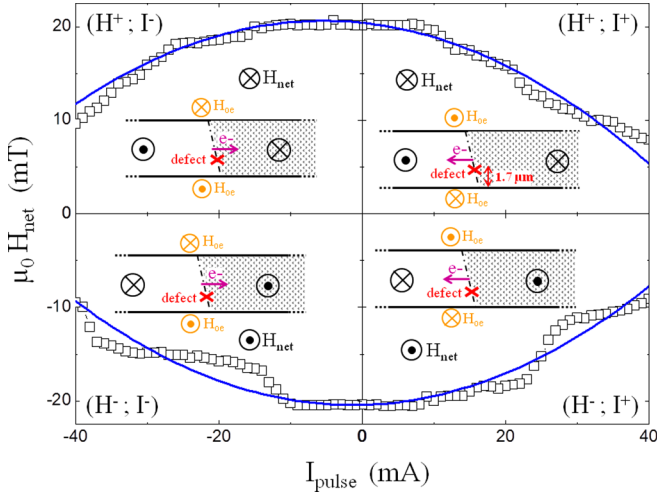 (H⁺ ; I⁻)
(H⁺ ; I⁺)
20
H_net
H_net
H_oe
H_oe
10
e-
defect
e-
defect
1.7 µm
H_oe
H_oe
0
H_oe
H_oe
e-
defect
e-
defect
-10
H_oe
H_oe
H_net
H_net
-20
(H⁻ ; I⁻)
(H⁻ ; I⁺)
-40
-20
0
20
40
I_pulse (mA)
µ₀ H_net (mT)